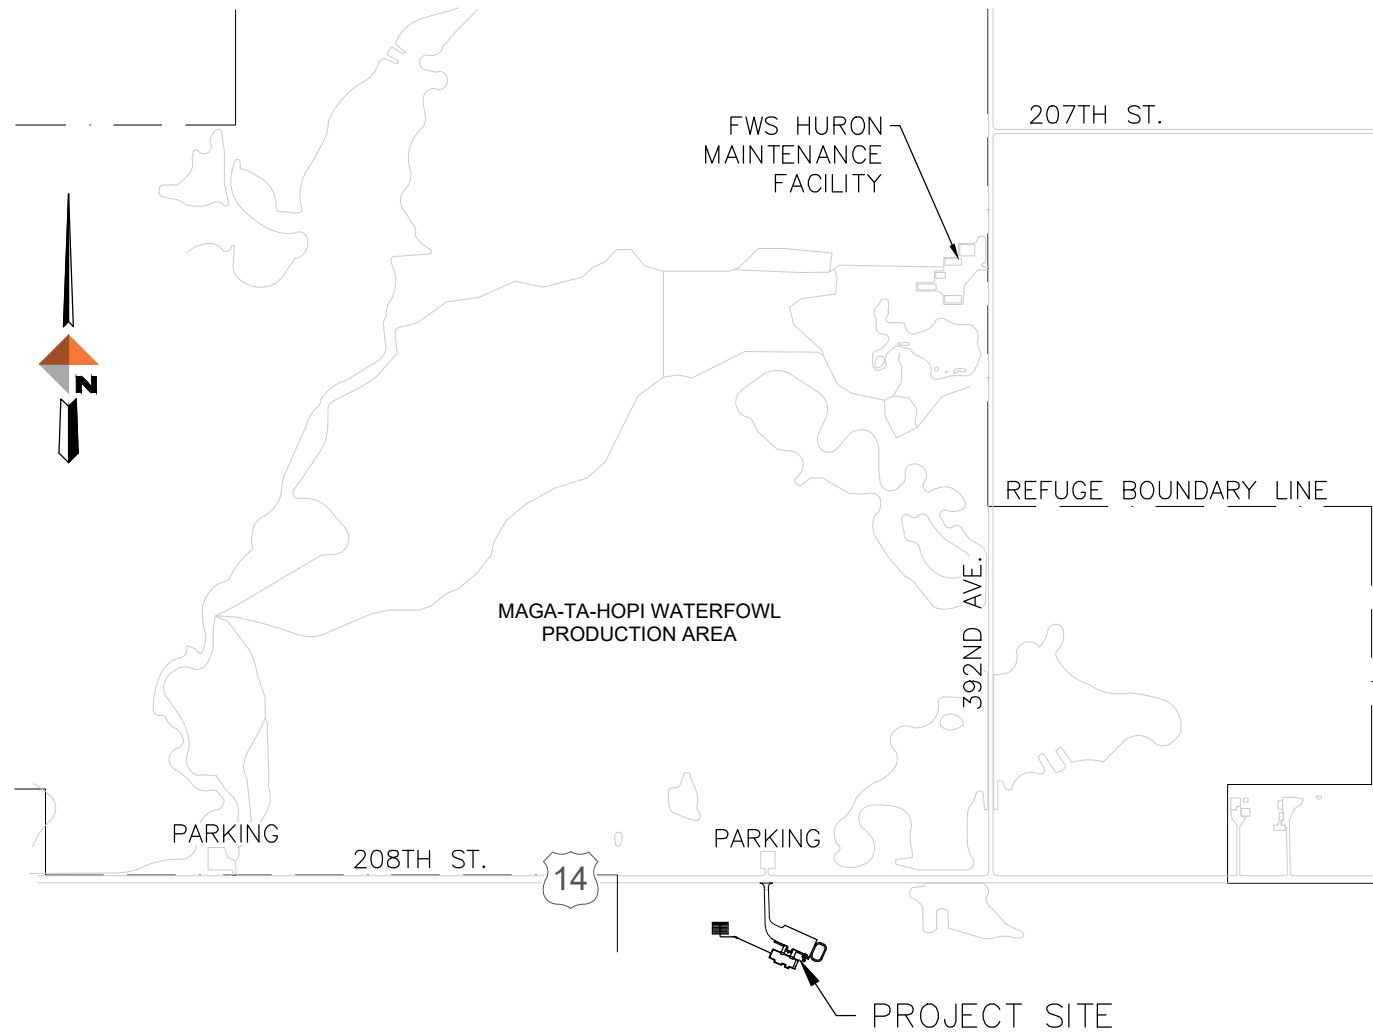 207TH ST.
FWS HURON
MAINTENANCE
FACILITY
N
REFUGE BOUNDARY LINE
392ND AVE.
MAGA-TA-HOPI WATERFOWL
PRODUCTION AREA
PARKING
PARKING
208TH ST.
14
PROJECT SITE